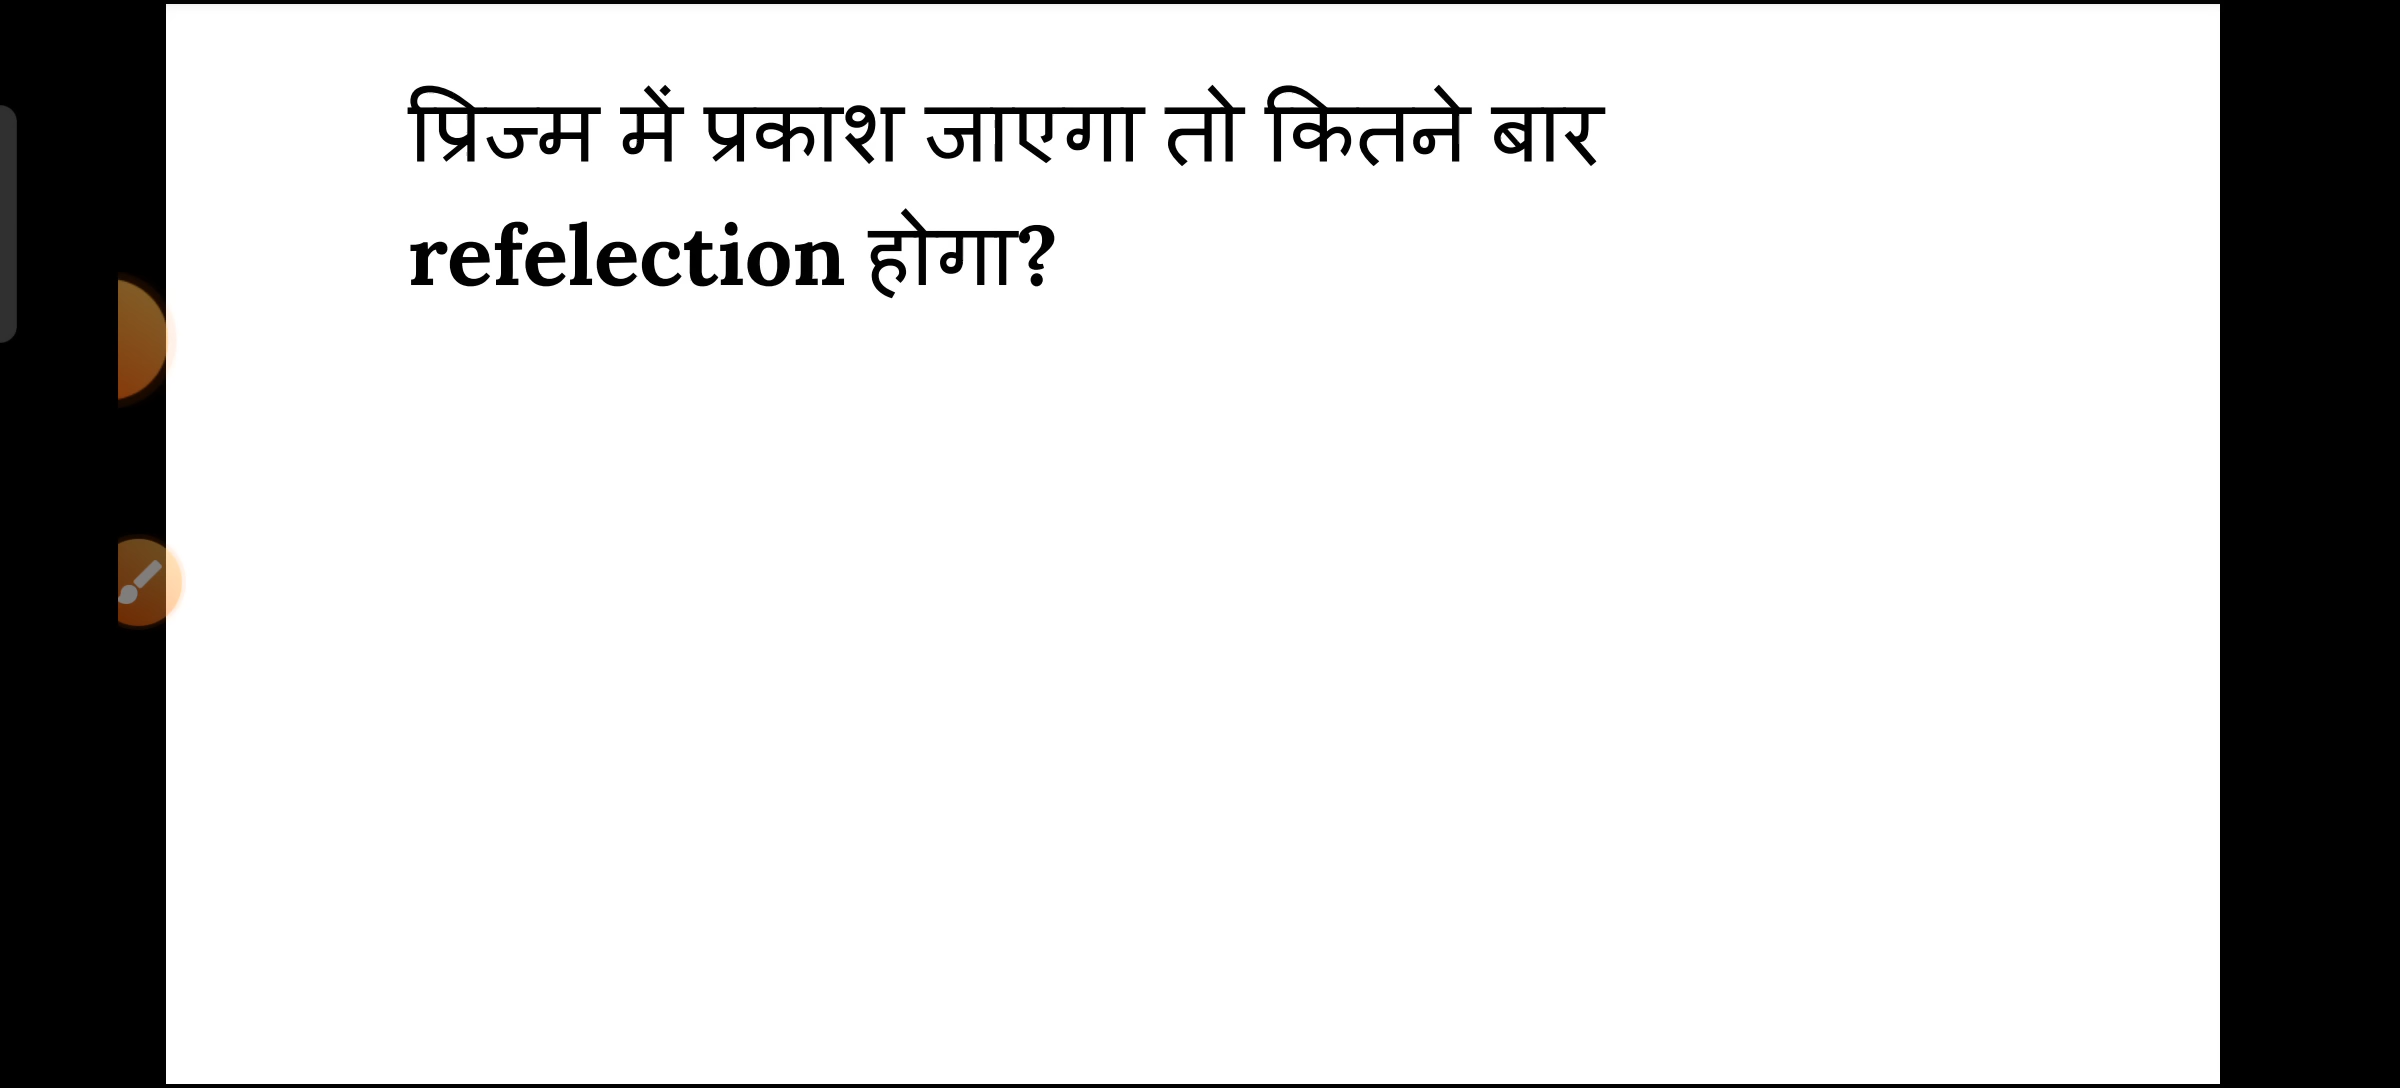 प्रिज्म में प्रकाश जाएगा तो कितने बार
refelection होगा?